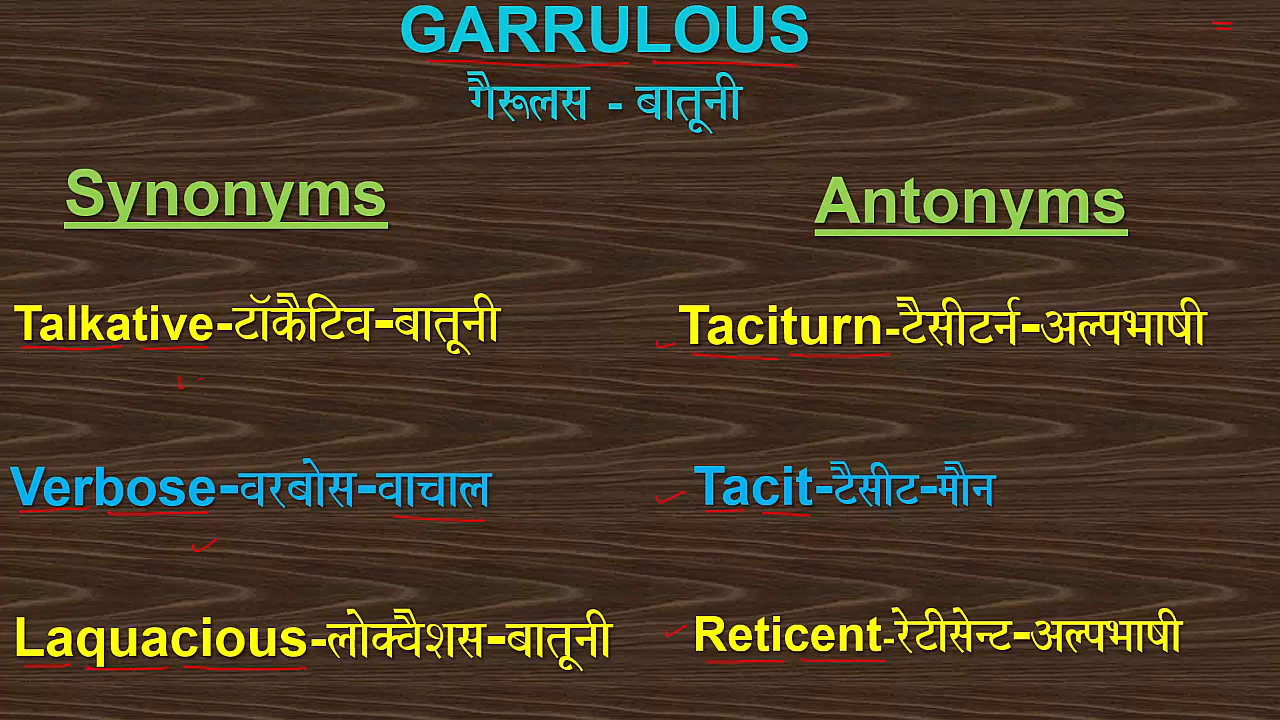 GARRULOUS
गैरूलस - बातूनी
Synonyms
Antonyms
Talkative-टॉकैटिव-बातूनी
Taciturn-टैसीटर्न-अल्पभाषी
Verbose-वरबोस-वाचाल
Tacit-टैसीट-मौन
Laquacious-लोक्वैशस-बातूनी
Reticent-रेटीसेन्ट-अल्पभाषी